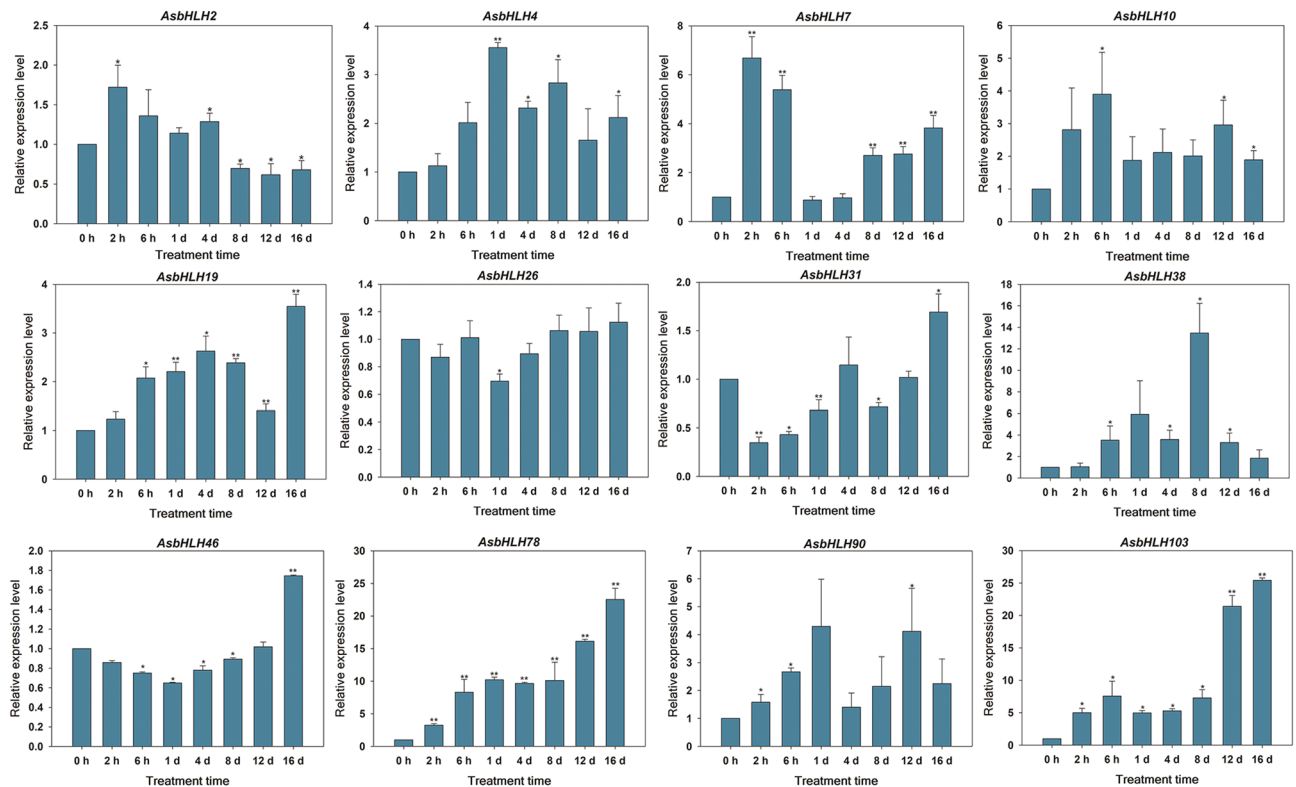 AsbHLH2
Relative expression level
2.5
2.0
1.5
1.0
0.5
0.0
* * * * *
0 h 2 h 6 h 1 d 4 d 8 d 12 d 16 d
Treatment time
AsbHLH4
Relative expression level
4
3
2
1
0
** * * *
0 h 2 h 6 h 1 d 4 d 8 d 12 d 16 d
Treatment time
AsbHLH7
Relative expression level
8
6
4
2
0
** ** ** ** **
0 h 2 h 6 h 1 d 4 d 8 d 12 d 16 d
Treatment time
AsbHLH10
Relative expression level
6
5
4
3
2
1
0
* * *
0 h 2 h 6 h 1 d 4 d 8 d 12 d 16 d
Treatment time
AsbHLH19
Relative expression level
4
3
2
1
0
* ** * ** ** **
0 h 2 h 6 h 1 d 4 d 8 d 12 d 16 d
Treatment time
AsbHLH26
Relative expression level
1.4
1.2
1.0
0.8
0.6
0.4
0.2
0.0
*
0 h 2 h 6 h 1 d 4 d 8 d 12 d 16 d
Treatment time
AsbHLH31
Relative expression level
2.0
1.5
1.0
0.5
0.0
** * ** * *
0 h 2 h 6 h 1 d 4 d 8 d 12 d 16 d
Treatment time
AsbHLH38
Relative expression level
18
16
14
12
10
8
6
4
2
0
* * * *
0 h 2 h 6 h 1 d 4 d 8 d 12 d 16 d
Treatment time
AsbHLH46
Relative expression level
2.0
1.8
1.6
1.4
1.2
1.0
0.8
0.6
0.4
0.2
0.0
* * * * **
0 h 2 h 6 h 1 d 4 d 8 d 12 d 16 d
Treatment time
AsbHLH78
Relative expression level
30
25
20
15
10
5
0
** ** ** ** ** ** **
0 h 2 h 6 h 1 d 4 d 8 d 12 d 16 d
Treatment time
AsbHLH90
Relative expression level
7
6
5
4
3
2
1
0
* * *
0 h 2 h 6 h 1 d 4 d 8 d 12 d 16 d
Treatment time
AsbHLH103
Relative expression level
30
25
20
15
10
5
0
* * * * * ** **
0 h 2 h 6 h 1 d 4 d 8 d 12 d 16 d
Treatment time